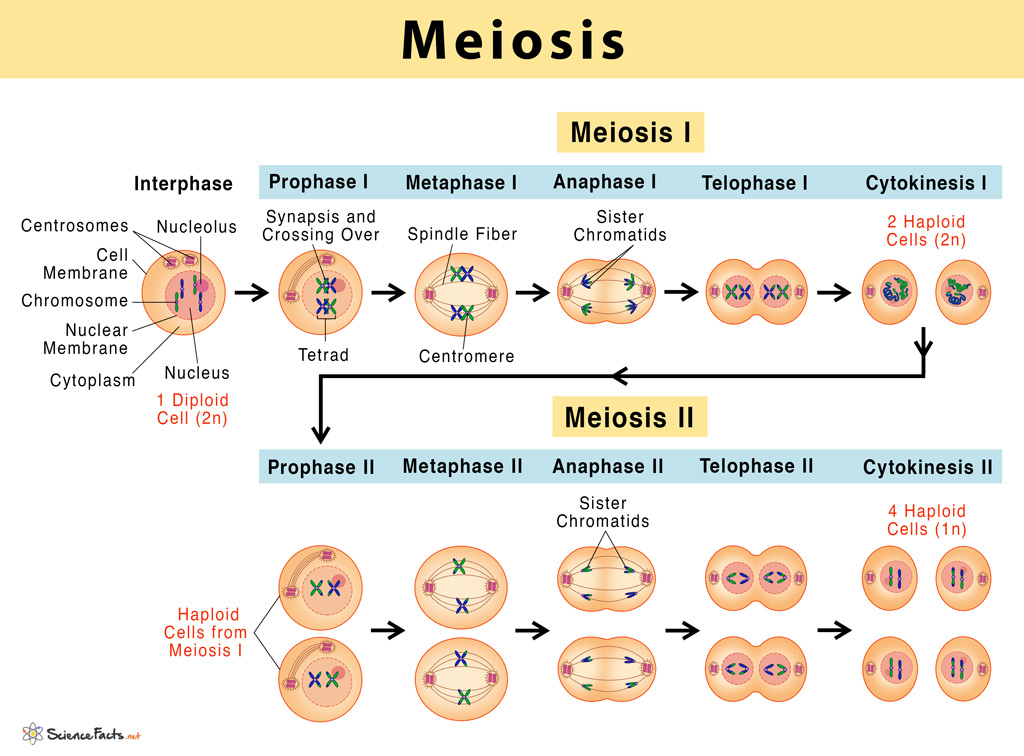 Meiosis
Meiosis I
Interphase
Prophase I
Metaphase I
Anaphase I
Telophase I
Cytokinesis I
Centrosomes
Nucleolus
Cell
Membrane
Chromosome
Nuclear
Membrane
Cytoplasm
Nucleus
1 Diploid
Cell (2n)
Synapsis and
Crossing Over
Tetrad
Spindle Fiber
Centromere
Sister
Chromatids
2 Haploid
Cells (2n)
Meiosis II
Prophase II
Metaphase II
Anaphase II
Telophase II
Cytokinesis II
Sister
Chromatids
4 Haploid
Cells (1n)
Haploid
Cells from
Meiosis I
ScienceFacts.net